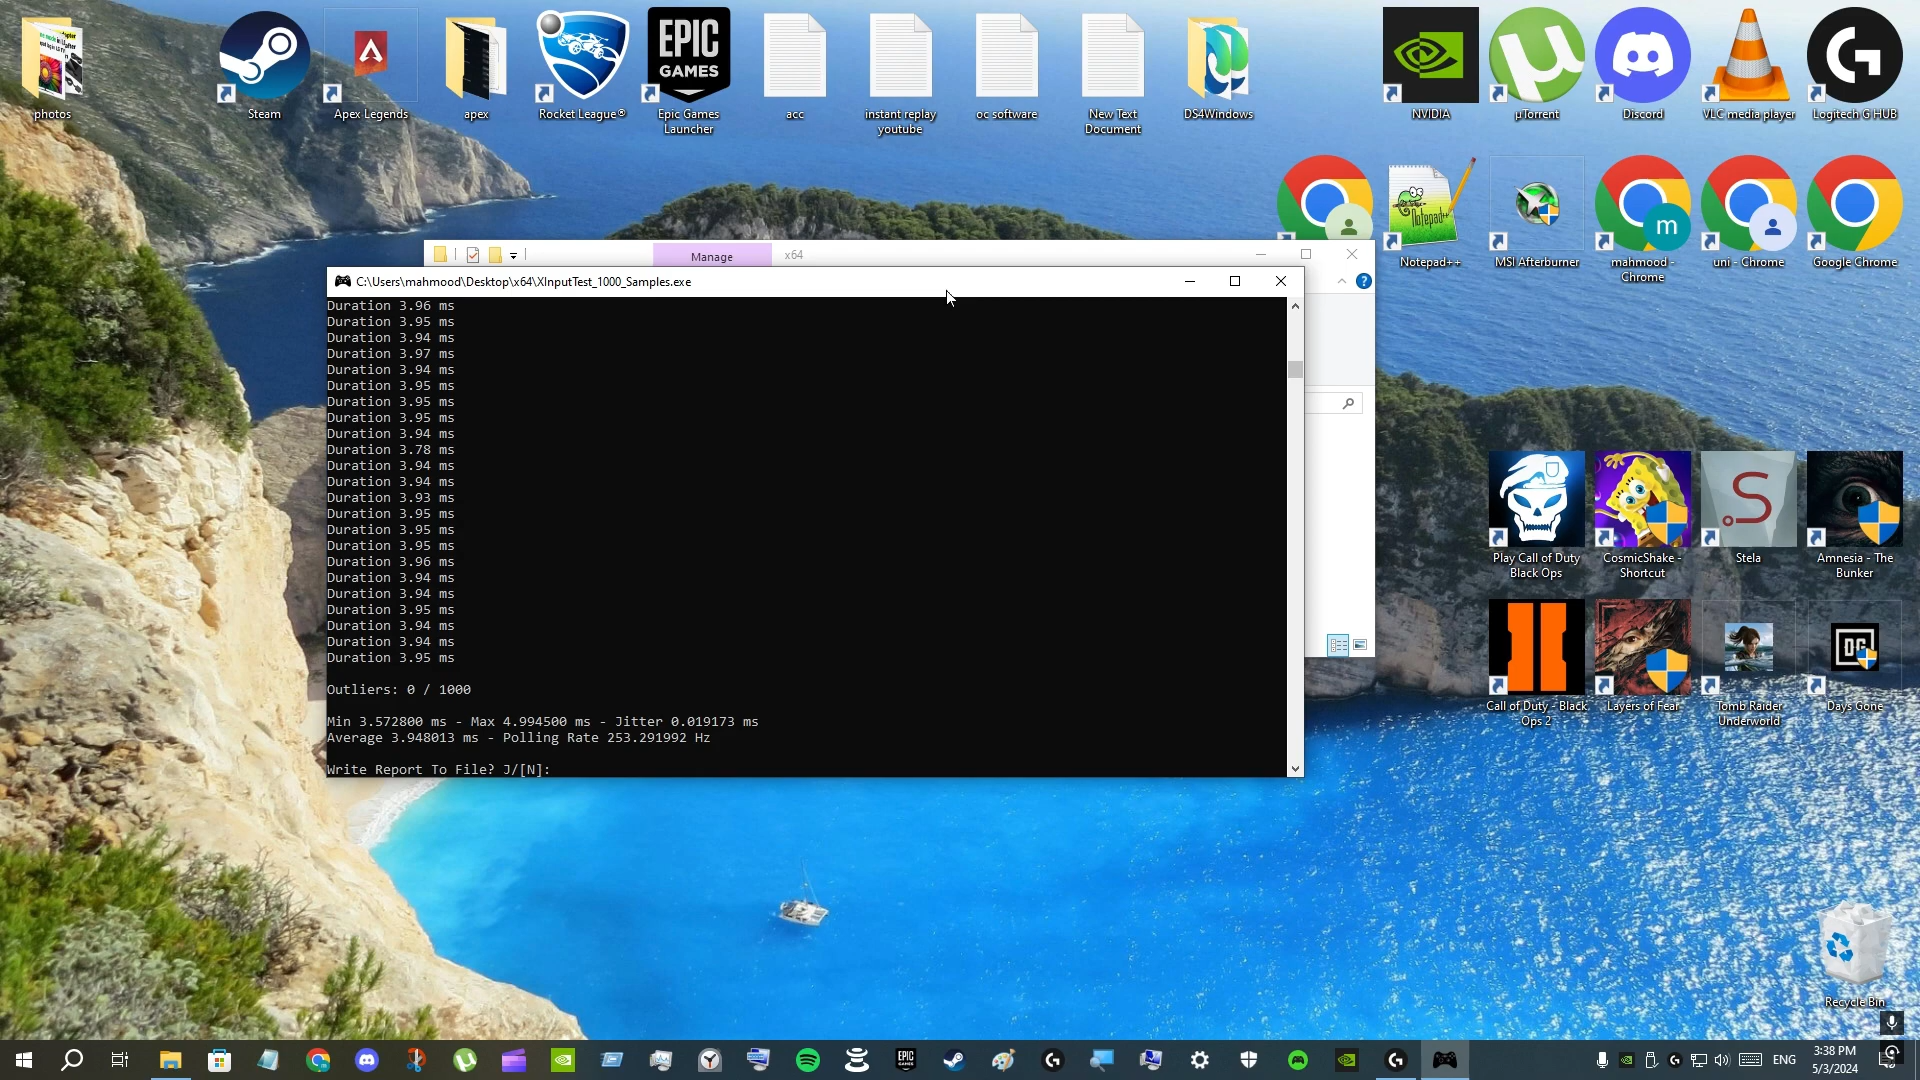 photos
Steam
Apex Legends
apex
Rocket League®
EPIC
GAMES
Epic Games
Launcher
acc
instant replay
youtube
oc software
New Text
Document
DS4Windows
NVIDIA
µTorrent
Discord
VLC media player
Logitech G HUB
Notepad++
MSI Afterburner
m
mahmood -
Chrome
uni - Chrome
Google Chrome
Manage
x64
C:\Users\mahmood\Desktop\x64\XInputTest_1000_Samples.exe
Duration 3.96 ms
Duration 3.95 ms
Duration 3.94 ms
Duration 3.97 ms
Duration 3.94 ms
Duration 3.95 ms
Duration 3.95 ms
Duration 3.95 ms
Duration 3.94 ms
Duration 3.78 ms
Duration 3.94 ms
Duration 3.94 ms
Duration 3.93 ms
Duration 3.95 ms
Duration 3.95 ms
Duration 3.95 ms
Duration 3.96 ms
Duration 3.94 ms
Duration 3.94 ms
Duration 3.95 ms
Duration 3.94 ms
Duration 3.94 ms
Duration 3.95 ms
Outliers: 0 / 1000
Min 3.572800 ms - Max 4.994500 ms - Jitter 0.019173 ms
Average 3.948013 ms - Polling Rate 253.291992 Hz
Write Report To File? J/[N]:
Play Call of Duty
Black Ops
CosmicShake -
Shortcut
.S
Stela
Amnesia - The
Bunker
Call of Duty - Black
Ops 2
Layers of Fear
Tomb Raider
Underworld
DG
Days Gone
Recycle Bin
ENG
3:38 PM
5/3/2024